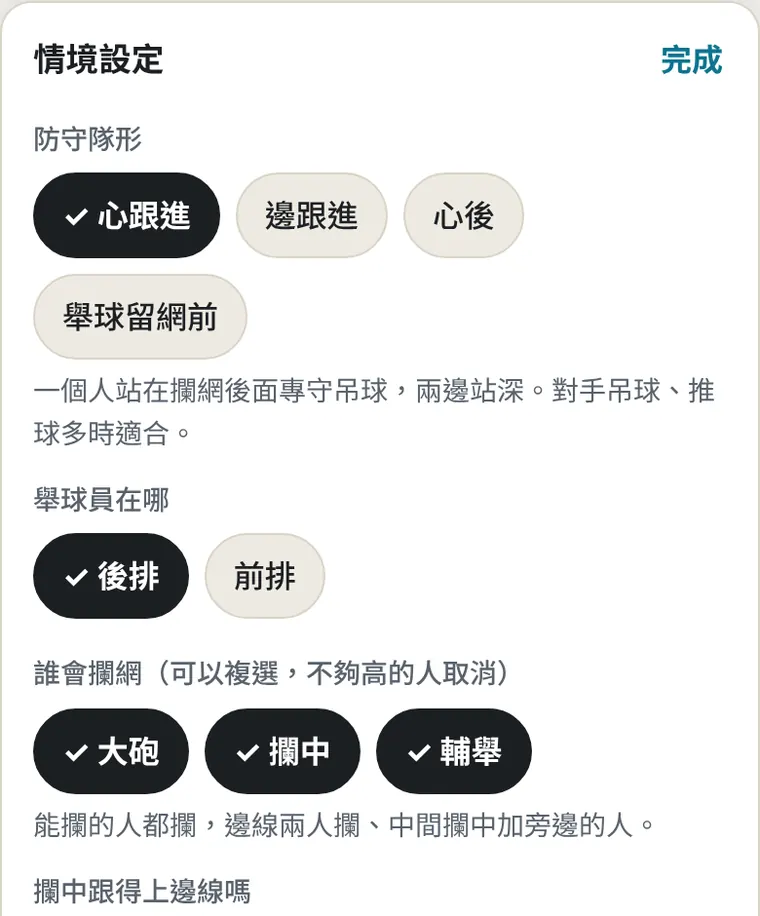 情境設定
完成
防守隊形
✓ 心跟進
邊跟進
心後
舉球留網前
一個人站在攔網後面專守吊球，兩邊站深。對手吊球、推
球多時適合。
舉球員在哪
✓ 後排
前排
誰會攔網（可以複選，不夠高的人取消）
✓ 大砲
✓ 攔中
✓ 輔舉
能攔的人都攔，邊線兩人攔、中間攔中加旁邊的人。
攔中跟得上邊線嗎